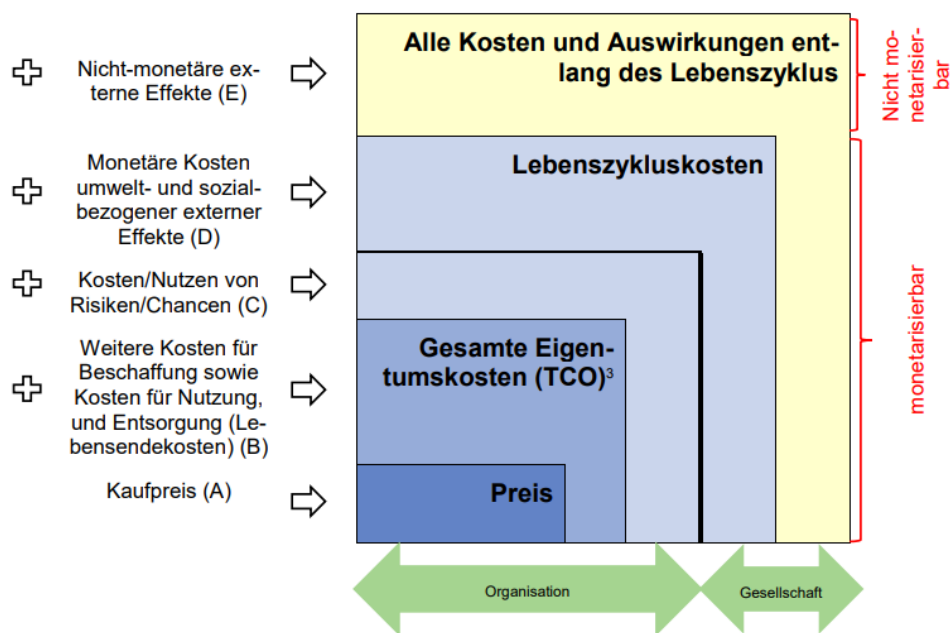 Alle Kosten und Auswirkungen ent-
lang des Lebenszyklus
Nicht mo-
netarisier-
bar
Nicht-monetäre ex-
terne Effekte (E)
Lebenszykluskosten
Monetäre Kosten
umwelt- und sozial-
bezogener externer
Effekte (D)
Kosten/Nutzen von
Risiken/Chancen (C)
monetarisierbar
Gesamte Eigen-
tumskosten (TCO)³
Weitere Kosten für
Beschaffung sowie
Kosten für Nutzung,
und Entsorgung (Le-
bensendekosten) (B)
Kaufpreis (A)
Preis
Organisation
Gesellschaft